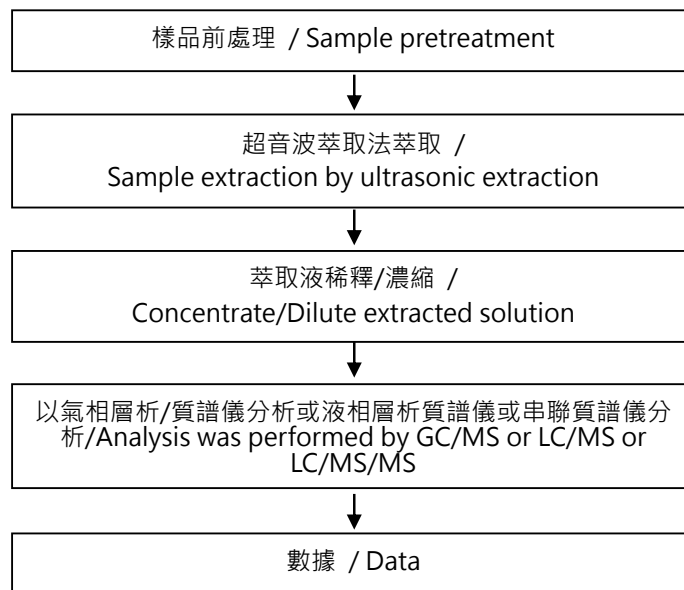 樣品前處理 / Sample pretreatment
超音波萃取法萃取 /
Sample extraction by ultrasonic extraction
萃取液稀釋/濃縮 /
Concentrate/Dilute extracted solution
以氣相層析/質譜儀分析或液相層析質譜儀或串聯質譜儀分
析/Analysis was performed by GC/MS or LC/MS or
LC/MS/MS
數據 / Data